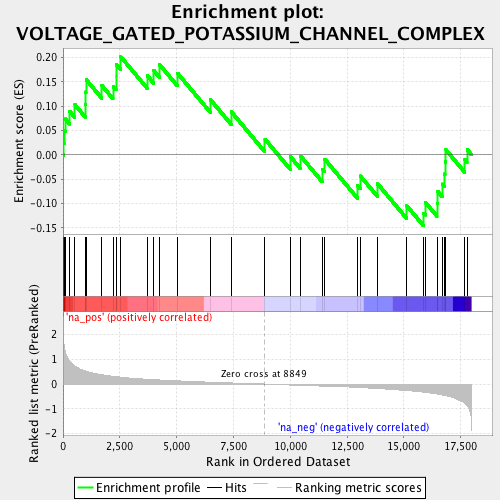 Enrichment plot:
VOLTAGE_GATED_POTASSIUM_CHANNEL_COMPLEX
Enrichment score (ES)
0.20
0.15
0.10
0.05
0.00
-0.05
-0.10
-0.15
'na_pos' (positively correlated)
Ranked list metric (PreRanked)
2
1
0
-1
-2
Zero cross at 8849
'na_neg' (negatively correlated)
0
2,500
5,000
7,500
10,000
12,500
15,000
17,500
Rank in Ordered Dataset
Enrichment profile
Hits
Ranking metric scores